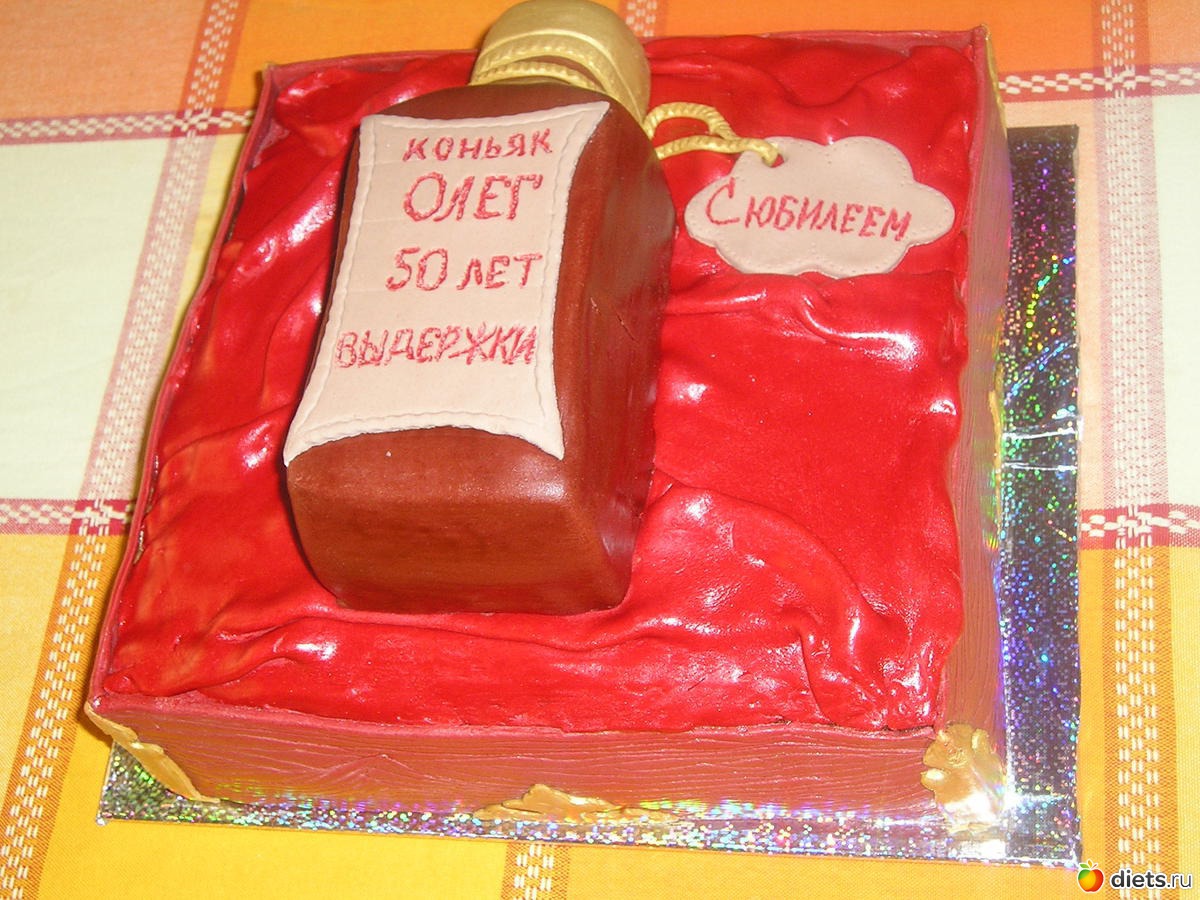 КОНЬЯК
ОЛЕГ
50 ЛЕТ
ВЫДЕРЖКИ
С ЮБИЛЕЕМ
diets.ru